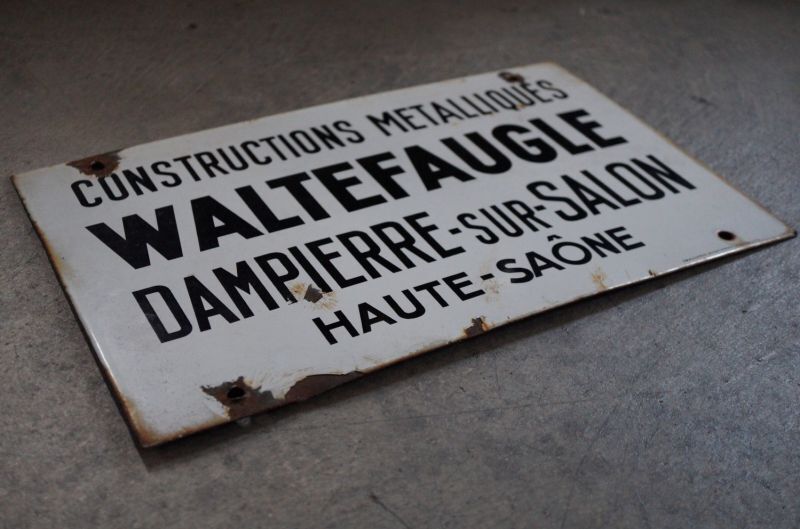 CONSTRUCTIONS METALLIQUES
WALTEFAUGLE
DAMPIERRE-SUR-SALON
HAUTE-SAÔNE